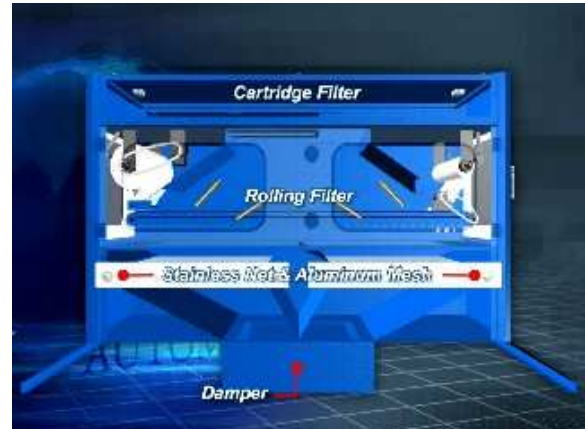 Cartridge Filter
Rolling Filter
Stainless Net & Aluminum Mesh
Damper